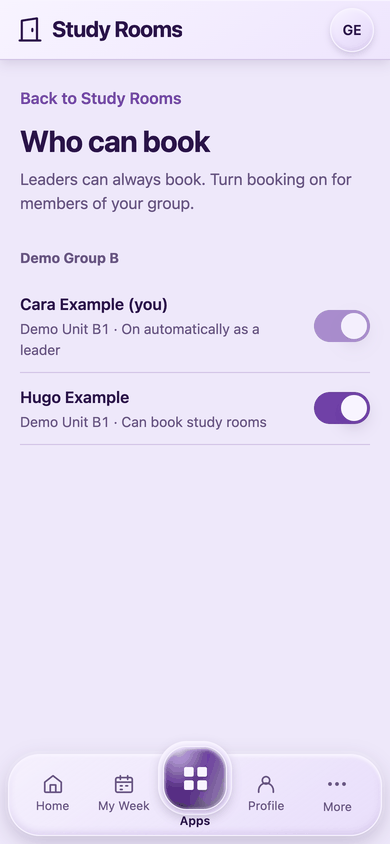 Study Rooms
GE
Back to Study Rooms
Who can book
Leaders can always book. Turn booking on for
members of your group.
Demo Group B
Cara Example (you)
Demo Unit B1 · On automatically as a
leader
Hugo Example
Demo Unit B1 · Can book study rooms
Home
My Week
Apps
Profile
More